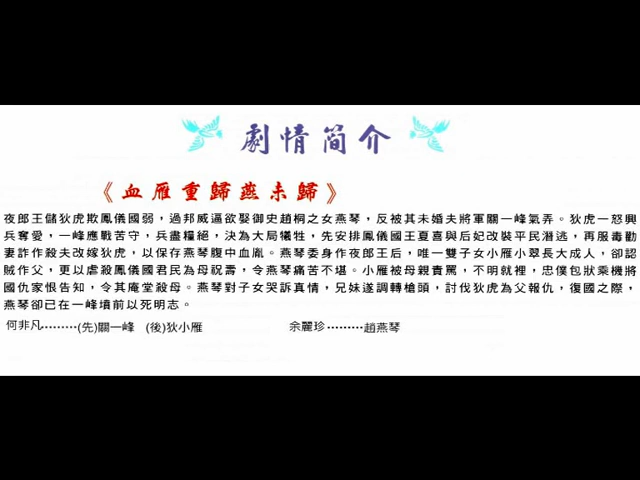 劇情簡介
《血雁重歸燕未歸》
夜郎王儲狄虎欺鳳儀國弱，過邦威逼欲娶御史趙桐之女燕琴，反被其未婚夫將軍關一峰氣弄。狄虎一怒興
兵奪愛，一峰應戰苦守，兵盡糧絕，決為大局犧牲，先安排鳳儀國王夏喜與后妃改裝平民潛逃，再服毒勸
妻詐作殺夫改嫁狄虎，以保存燕琴腹中血胤。燕琴委身作夜郎王后，唯一雙子女小雁小翠長大成人，卻認
賊作父，更以虐殺鳳儀國君民為母祝壽，令燕琴痛苦不堪。小雁被母親責罵，不明就裡，忠僕包狀乘機將
國仇家恨告知，令其庵堂殺母。燕琴對子女哭訴真情，兄妹遂調轉槍頭，討伐狄虎為父報仇，復國之際，
燕琴卻已在一峰墳前以死明志。
何非凡.........(先)關一峰　(後)狄小雁　　　余麗珍.........趙燕琴